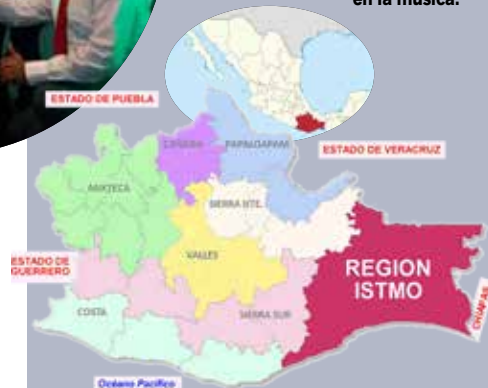 en la música.
ESTADO DE PUEBLA
CAÑADA
PAPALOAPAM
ESTADO DE VERACRUZ
MIXTECA
SIERRA NTE.
ESTADO DE
GUERRERO
VALLES
REGION
ISTMO
CHIAPAS
COSTA
SIERRA SUR
Océano Pacífico